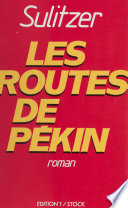 Sulitzer
LES
ROUTES
DE
PÉKIN
roman
EDITION°1 / STOCK